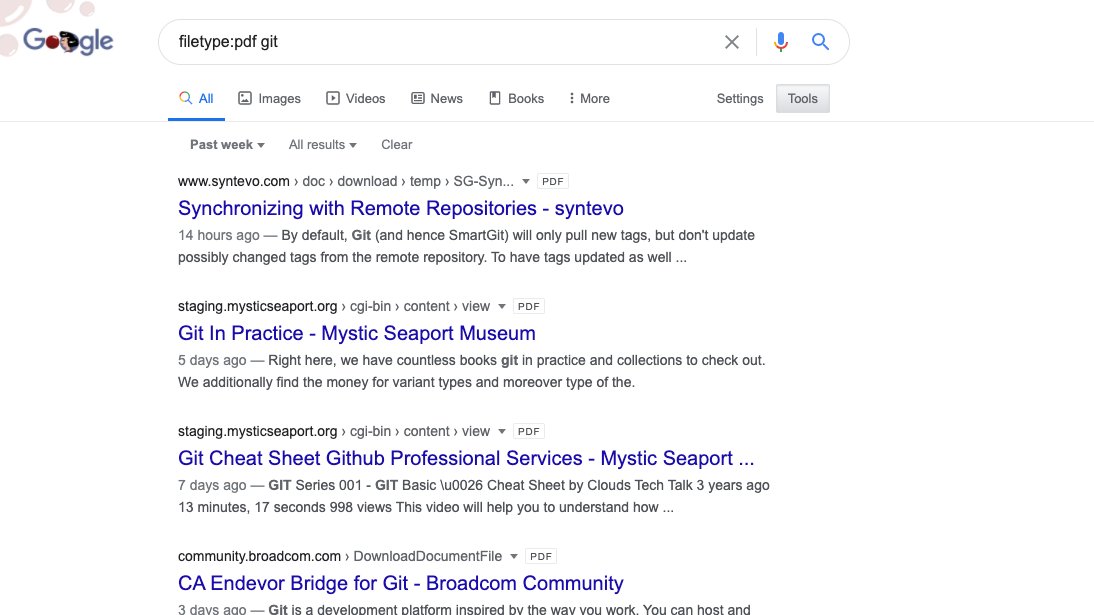 Google
filetype:pdf git
All Images Videos News Books More Settings Tools
Past week All results Clear
www.syntevo.com › doc › download › temp › SG-Syn... PDF
Synchronizing with Remote Repositories - syntevo
14 hours ago — By default, Git (and hence SmartGit) will only pull new tags, but don't update
possibly changed tags from the remote repository. To have tags updated as well ...
staging.mysticseaport.org › cgi-bin › content › view PDF
Git In Practice - Mystic Seaport Museum
5 days ago — Right here, we have countless books git in practice and collections to check out.
We additionally find the money for variant types and moreover type of the.
staging.mysticseaport.org › cgi-bin › content › view PDF
Git Cheat Sheet Github Professional Services - Mystic Seaport ...
7 days ago — GIT Series 001 - GIT Basic \u0026 Cheat Sheet by Clouds Tech Talk 3 years ago
13 minutes, 17 seconds 998 views This video will help you to understand how ...
community.broadcom.com › DownloadDocumentFile PDF
CA Endevor Bridge for Git - Broadcom Community
3 days ago — Git is a development platform inspired by the way you work. You can host and